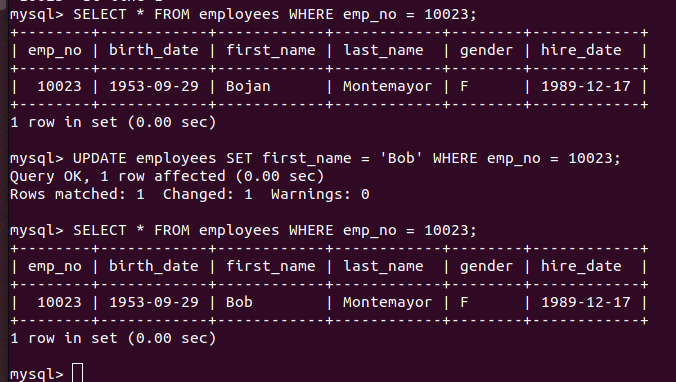 mysql> SELECT * FROM employees WHERE emp_no = 10023;
+--------+------------+------------+------------+--------+------------+
| emp_no | birth_date | first_name | last_name  | gender | hire_date  |
+--------+------------+------------+------------+--------+------------+
|  10023 | 1953-09-29 | Bojan      | Montemayor | F      | 1989-12-17 |
+--------+------------+------------+------------+--------+------------+
1 row in set (0.00 sec)
mysql> UPDATE employees SET first_name = 'Bob' WHERE emp_no = 10023;
Query OK, 1 row affected (0.00 sec)
Rows matched: 1  Changed: 1  Warnings: 0
mysql> SELECT * FROM employees WHERE emp_no = 10023;
+--------+------------+------------+------------+--------+------------+
| emp_no | birth_date | first_name | last_name  | gender | hire_date  |
+--------+------------+------------+------------+--------+------------+
|  10023 | 1953-09-29 | Bob        | Montemayor | F      | 1989-12-17 |
+--------+------------+------------+------------+--------+------------+
1 row in set (0.00 sec)
mysql>